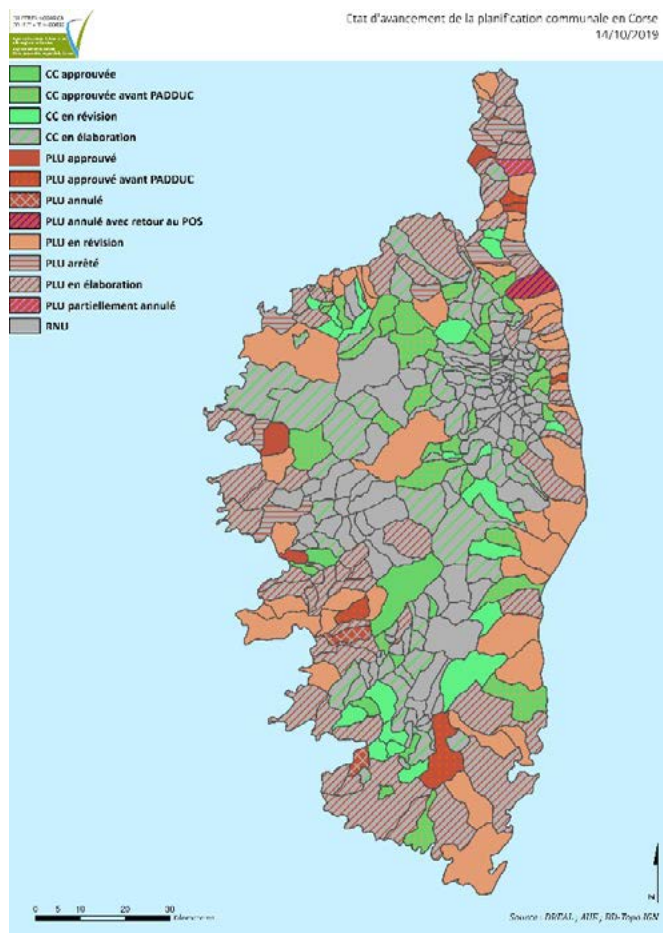 Etat d'avancement de la planification communale en Corse
14/10/2019
CC approuvée
CC approuvée avant PADDUC
CC en révision
CC en élaboration
PLU approuvé
PLU approuvé avant PADDUC
PLU annulé
PLU annulé avec retour au POS
PLU en révision
PLU arrêté
PLU en élaboration
PLU partiellement annulé
RNU
0 5 10 20 30
Kilomètres
N
Source : DREAL ; AUE ; BD-Topo IGN